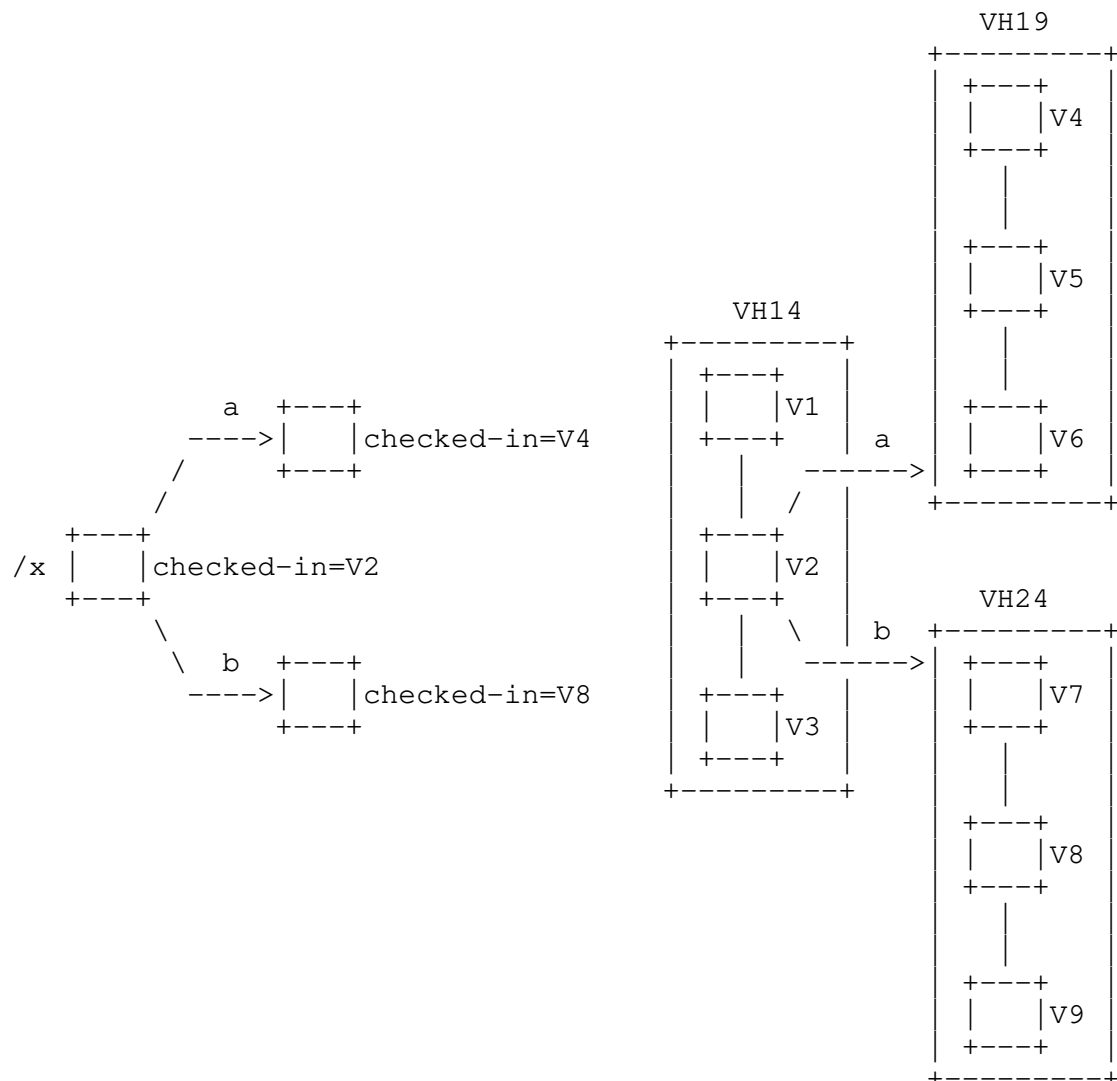 VH19
V4
V5
VH14
V1
a
checked-in=V4
a
V6
/x checked-in=V2
V2
VH24
b
b
checked-in=V8
V7
V3
V8
V9